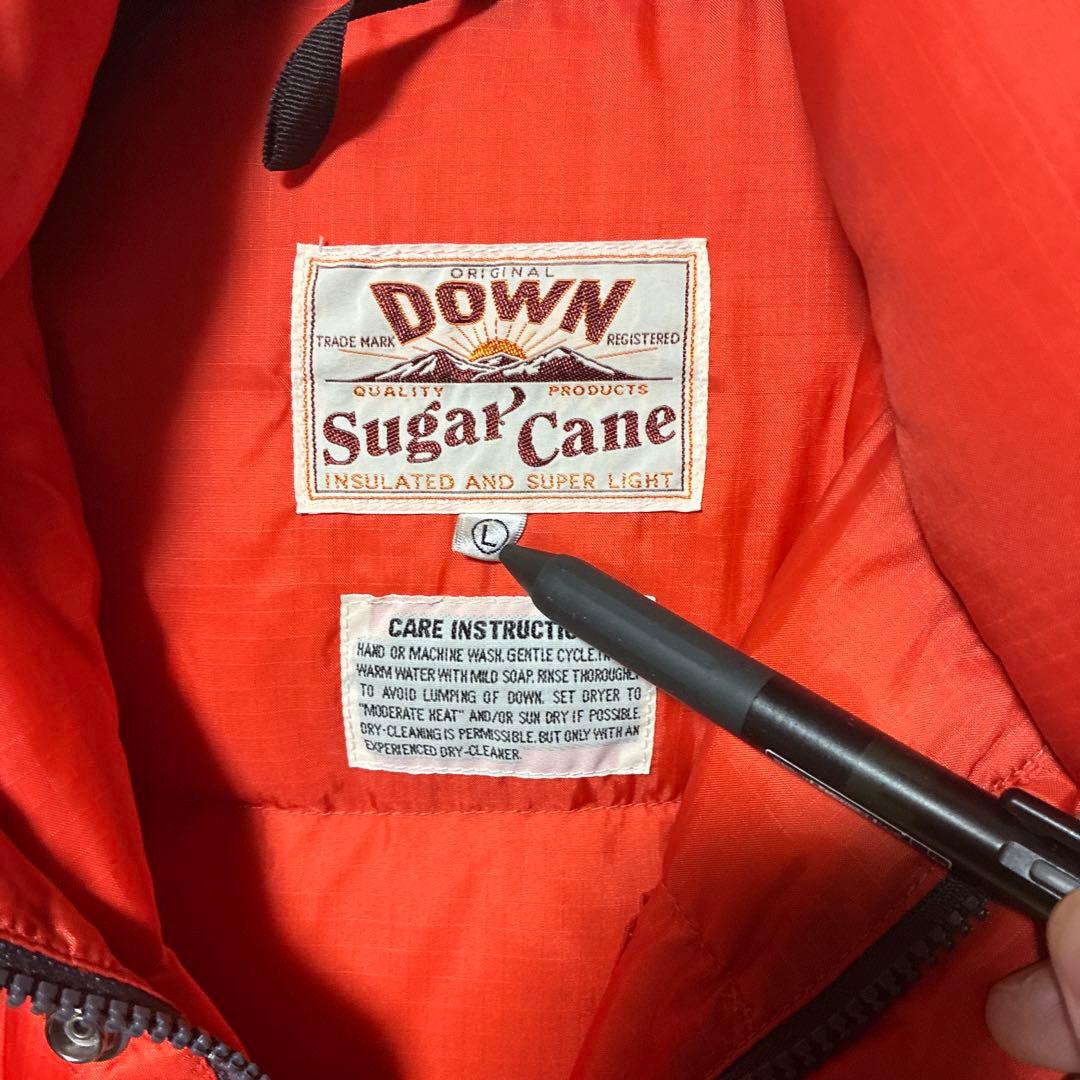 ORIGINAL
DOWN
TRADE MARK REGISTERED
QUALITY PRODUCTS
Sugar Cane
INSULATED AND SUPER LIGHT
L
CARE INSTRUCTIO
HAND OR MACHINE WASH. GENTLE CYCLE.
WARM WATER WITH MILD SOAP. RINSE THOROUGHL
TO AVOID LUMPING OF DOWN. SET DRYER TO
"MODERATE HEAT" AND/OR SUN DRY IF POSSIBLE.
DRY-CLEANING IS PERMISSIBLE, BUT ONLY WITH AN
EXPERIENCED DRY-CLEANER.